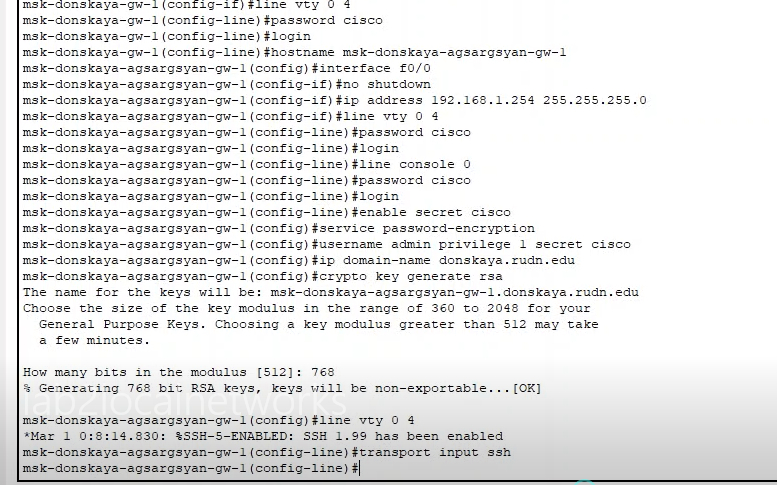 msk-donskaya-gw-1(config-if)#line vty 0 4
msk-donskaya-gw-1(config-line)#password cisco
msk-donskaya-gw-1(config-line)#login
msk-donskaya-gw-1(config-line)#hostname msk-donskaya-agsargsyan-gw-1
msk-donskaya-agsargsyan-gw-1(config)#interface f0/0
msk-donskaya-agsargsyan-gw-1(config-if)#no shutdown
msk-donskaya-agsargsyan-gw-1(config-if)#ip address 192.168.1.254 255.255.255.0
msk-donskaya-agsargsyan-gw-1(config-if)#line vty 0 4
msk-donskaya-agsargsyan-gw-1(config-line)#password cisco
msk-donskaya-agsargsyan-gw-1(config-line)#login
msk-donskaya-agsargsyan-gw-1(config-line)#line console 0
msk-donskaya-agsargsyan-gw-1(config-line)#password cisco
msk-donskaya-agsargsyan-gw-1(config-line)#login
msk-donskaya-agsargsyan-gw-1(config-line)#enable secret cisco
msk-donskaya-agsargsyan-gw-1(config)#service password-encryption
msk-donskaya-agsargsyan-gw-1(config)#username admin privilege 1 secret cisco
msk-donskaya-agsargsyan-gw-1(config)#ip domain-name donskaya.rudn.edu
msk-donskaya-agsargsyan-gw-1(config)#crypto key generate rsa
The name for the keys will be: msk-donskaya-agsargsyan-gw-1.donskaya.rudn.edu
Choose the size of the key modulus in the range of 360 to 2048 for your
General Purpose Keys. Choosing a key modulus greater than 512 may take
a few minutes.
How many bits in the modulus [512]: 768
% Generating 768 bit RSA keys, keys will be non-exportable...[OK]
lab2localnetworks
msk-donskaya-agsargsyan-gw-1(config)#line vty 0 4
*Mar 1 0:8:14.830: %SSH-5-ENABLED: SSH 1.99 has been enabled
msk-donskaya-agsargsyan-gw-1(config-line)#transport input ssh
msk-donskaya-agsargsyan-gw-1(config-line)#